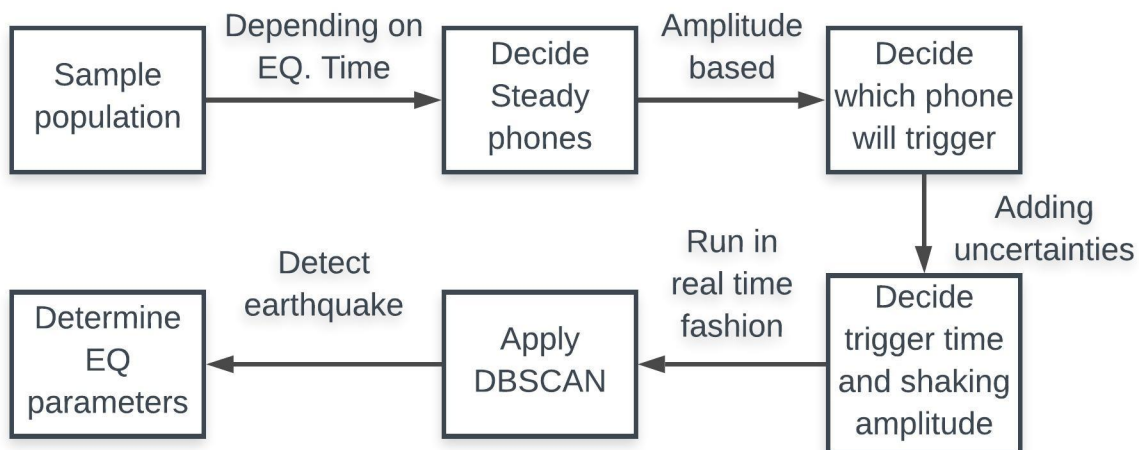 Sample
population
Depending on
EQ. Time
Decide
Steady
phones
Amplitude
based
Decide
which phone
will trigger
Adding
uncertainties
Decide
trigger time
and shaking
amplitude
Run in
real time
fashion
Apply
DBSCAN
Detect
earthquake
Determine
EQ
parameters